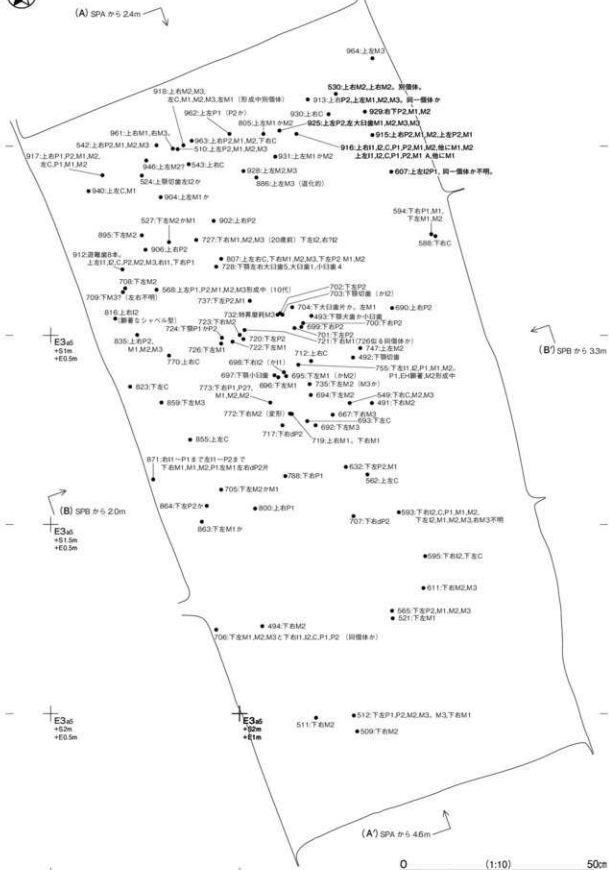 (A) SPA から 2.4m
964:上左M3
530:上右M2,上右M2。別個体。
918:上右M2,M3,
左C,M1,M2,M3,左M1 (形成中別個体)
913:上右P2,上左M1,M2,M3。同一個体か
962:上左P1 (P2か)
930:上右C
929:右下P2,M1,M2
805:上左M1かM2
925:上左P2,左大臼歯M1,M2,M3,M3
961:上右M1,右M3,
963:上右P2,M1,M2,下右C
915:上右P2,M1,M2,上左P2,M1
542:上右P2,M1,M2,M3
510:上左P2,M1,M2,M3
916:上右I1,I2,C,P1,M1,M2,他にM1,M2
上左I1,I2,C,P1,P2,M1 A,他にM1
917:上右P1,P2,M1,M2,
左C,P1,M1,M2
946:上左M2?
543:上右C
931:上左M1かM2
928:上左M2,M3
524:上顎切歯左I2か
886:上左M3 (退化的)
607:上左I2P1,同一個体か不明。
940:上左C,M1
904:上左M1か
594:下右P1,M1,
下左M1,M2
527:下左M2かM1
902:上右P2
588:下右C
895:下左M2
727:下右M1,M2,M3 (20歳前) 下左I2,右?I2
906:上右P2
912:遊離歯8本。
上左I1,I2,C,P2,M2,M3,右I1,下右P1
807:上左右C,下右M1,M2,M3,下左P2 M1,M2
728:下顎左右大臼歯5,大臼歯1,小臼歯4
708:下左M2
709:下M3? (左右不明)
568:上左P1,P2,M1,M2,M3形成中 (10代)
702:下左P2
703:下顎切歯 (かI2)
737:下左P2,M1
704:下大臼歯片か。左M1
690:上右P2
816:上右I2
(顕著なシャベル型)
732:特異磨耗M3
493:下顎犬歯か小臼歯
723:下右M2
700:下右P2
724:下顎P1かP2
699:下右P2
E3a5
+S1m
+E0.5m
701:下左P2
(B') SPB から 3.3m
835:上右P2,
M1,M2,M3
720:下左P2
721:下右M1(726似る同個体か)
726:下左M1
722:下左M1
747:上左M2
712:上右C
492:下顎切歯
770:上右C
698:下右I2 (かI1)
755:下左I1,I2,P1,M1,M2,
P1,EH顕著,M2形成中
697:下顎小臼歯
695:下左M1 (かM2)
823:下左C
773:下右P1,P2?,
M1,M2,M2
696:下左M1
735:下左M2 (M3か)
549:下右C,M2,M3
694:下左M2
491:下右M2
859:下左M3
772:下右M2 (変形)
667:下右M3
693:下左C
717:下右dP2
692:下左M3
719:上右M1,下右M1
855:上左C
871:右I1～P1まで左I1～P2まで
下右M1,M1,M2,P1左M1左右dP2片
632:下左P2,M1
788:下右P1
562:上左C
705:下左M2かM1
(B) SPB から 2.0m
864:下左P2か
800:上右P1
593:下右I2,C,P1,M1,M2,
下左I2,M1,M2,M3,右M3不明
863:下左M1か
707:下右dP2
E3a5
+S1.5m
+E0.5m
595:下右I2,下左C
611:下右M2,M3
565:下左P2,M1,M2,M3
521:下左M1
494:下右M2
706:下左M1,M2,M3と下右I1,I2,C,P1,P2 (同個体か)
E3a5
+S2m
+E0.5m
E3a5
+S2m
+E1m
512:下左P1,P2,M2,M3。M3,下右M1
511:下右M2
509:下右M2
(A') SPA から 4.6m
0
(1:10)
50cm